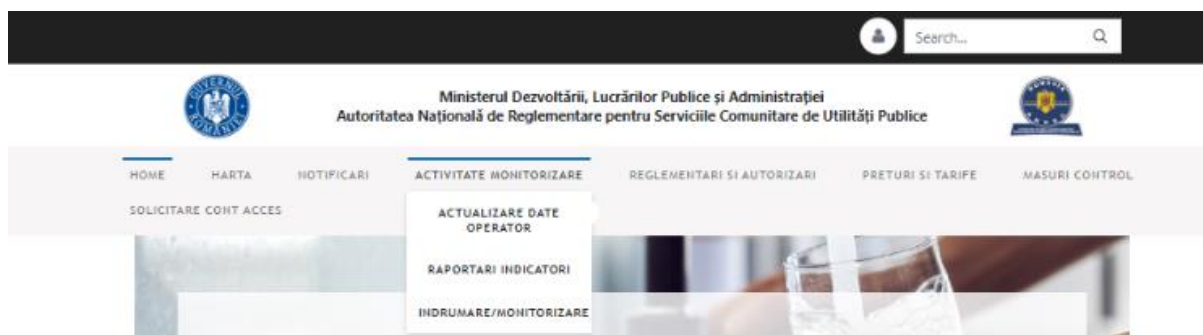 Search...
GUVERNUL ROMÂNIEI
Ministerul Dezvoltării, Lucrărilor Publice și Administrației
Autoritatea Națională de Reglementare pentru Serviciile Comunitare de Utilități Publice
HOME HARTA NOTIFICARI ACTIVITATE MONITORIZARE REGLEMENTARI SI AUTORIZARI PRETURI SI TARIFE MASURI CONTROL
SOLICITARE CONT ACCES
ACTUALIZARE DATE
OPERATOR
RAPORTARI INDICATORI
INDRUMARE/MONITORIZARE